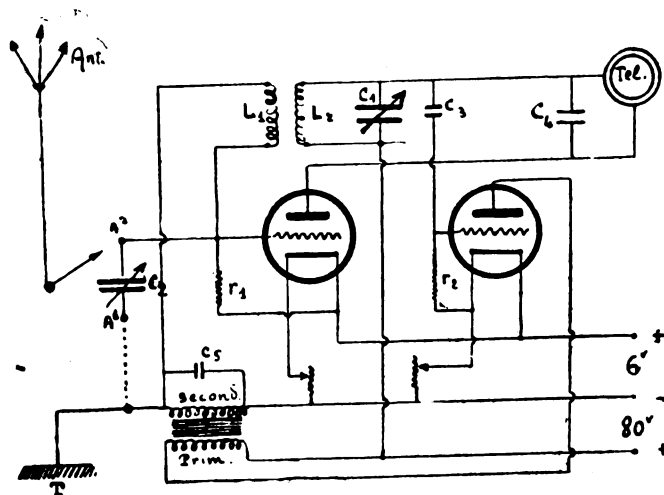 Ant.
Tel.
L1
L2
C1
C3
C4
A2
C2
A1
r1
r2
C5
second.
Prim.
T
+
6v
-
80v
+